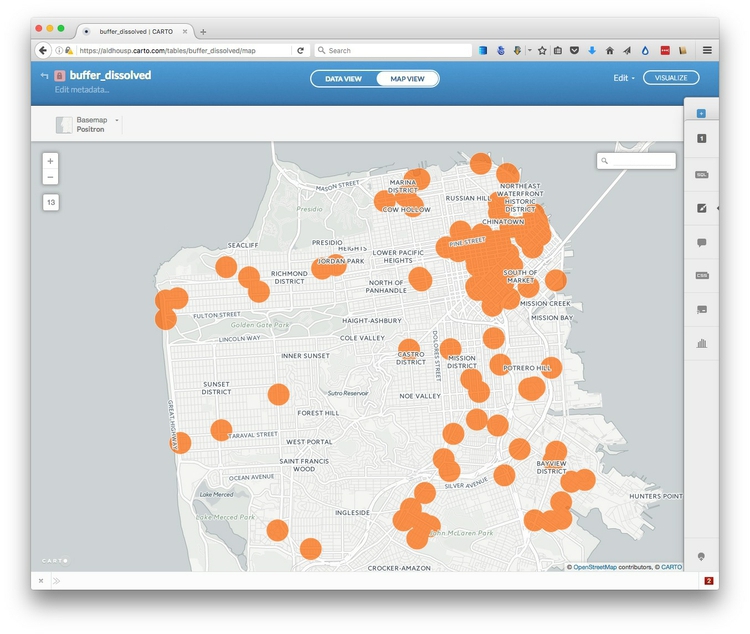 buffer_dissolved | CARTO
https://aldhousp.carto.com/tables/buffer_dissolved/map
Search
buffer_dissolved
Edit metadata...
DATA VIEW
MAP VIEW
Edit
VISUALIZE
Basemap
Positron
+
−
13
1
SQL
CSS
MASON STREET
Presidio
MARINA
DISTRICT
COW HOLLOW
RUSSIAN HILL
NORTHEAST
WATERFRONT
HISTORIC
DISTRICT
CHINATOWN
SEACLIFF
PRESIDIO
HEIGHTS
JORDAN PARK
LOWER PACIFIC
HEIGHTS
PINE STREET
RICHMOND
DISTRICT
NORTH OF
PANHANDLE
SOUTH OF
MARKET
MISSION CREEK
MISSION BAY
FULTON STREET
Golden Gate Park
HAIGHT-ASHBURY
LINCOLN WAY
COLE VALLEY
INNER SUNSET
CASTRO
DISTRICT
DOLORES STREET
MISSION
DISTRICT
POTRERO HILL
SUNSET
DISTRICT
Sutro Reservoir
NOE VALLEY
FOREST HILL
GREAT HIGHWAY
TARAVAL STREET
WEST PORTAL
SAINT FRANCIS
WOOD
BAYVIEW
DISTRICT
OCEAN AVENUE
SILVER AVENUE
Lake Merced
HUNTERS POINT
Lake Merced Park
INGLESIDE
John McLaren Park
CROCKER-AMAZON
CARTO
© OpenStreetMap contributors, © CARTO
2